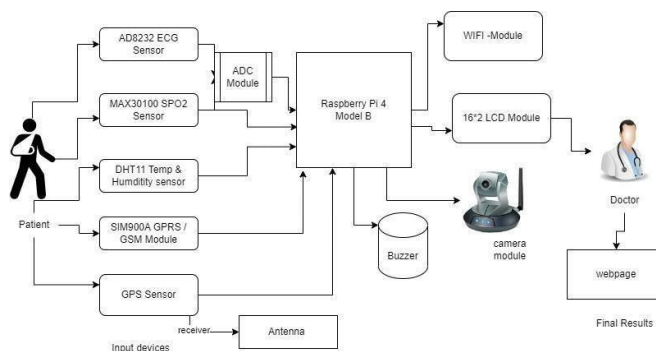 AD8232 ECG
Sensor
ADC
Module
WIFI -Module
MAX30100 SPO2
Sensor
Raspberry Pi 4
Model B
16*2 LCD Module
DHT11 Temp &
Humditity sensor
Patient
SIM900A GPRS /
GSM Module
Buzzer
camera
module
Doctor
GPS Sensor
webpage
receiver
Antenna
Input devices
Final Results